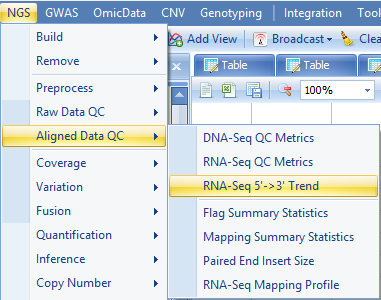 NGS GWAS OmicData CNV Genotyping Integration Tool
Build
Add View Broadcast Clea
Remove
Table Table
Preprocess
100%
Raw Data QC
Aligned Data QC
DNA-Seq QC Metrics
Coverage
RNA-Seq QC Metrics
Variation
RNA-Seq 5'->3' Trend
Fusion
Flag Summary Statistics
Quantification
Mapping Summary Statistics
Inference
Paired End Insert Size
Copy Number
RNA-Seq Mapping Profile